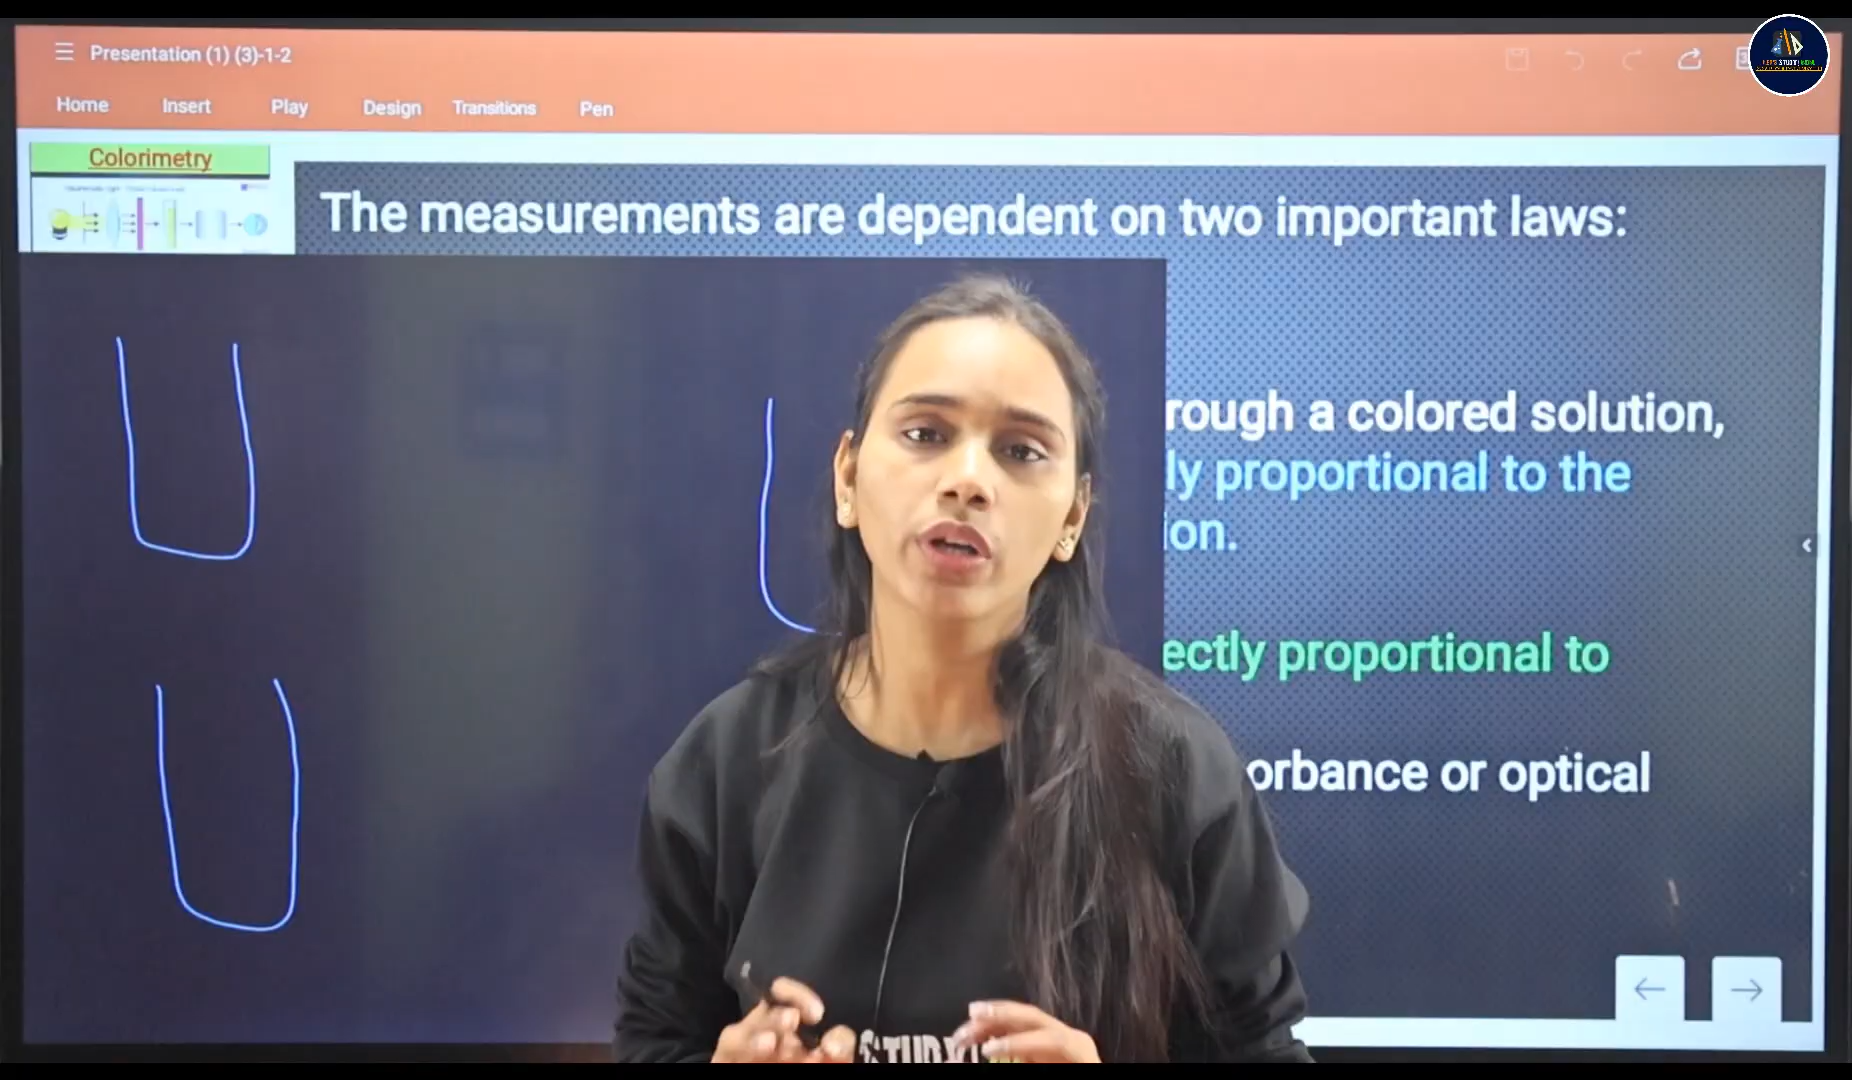 Presentation (1) (3)-1-2
Home Insert Play Design Transitions Pen
Colorimetry
The measurements are dependent on two important laws:
rough a colored solution,
ly proportional to the
ion.
ectly proportional to
orbance or optical